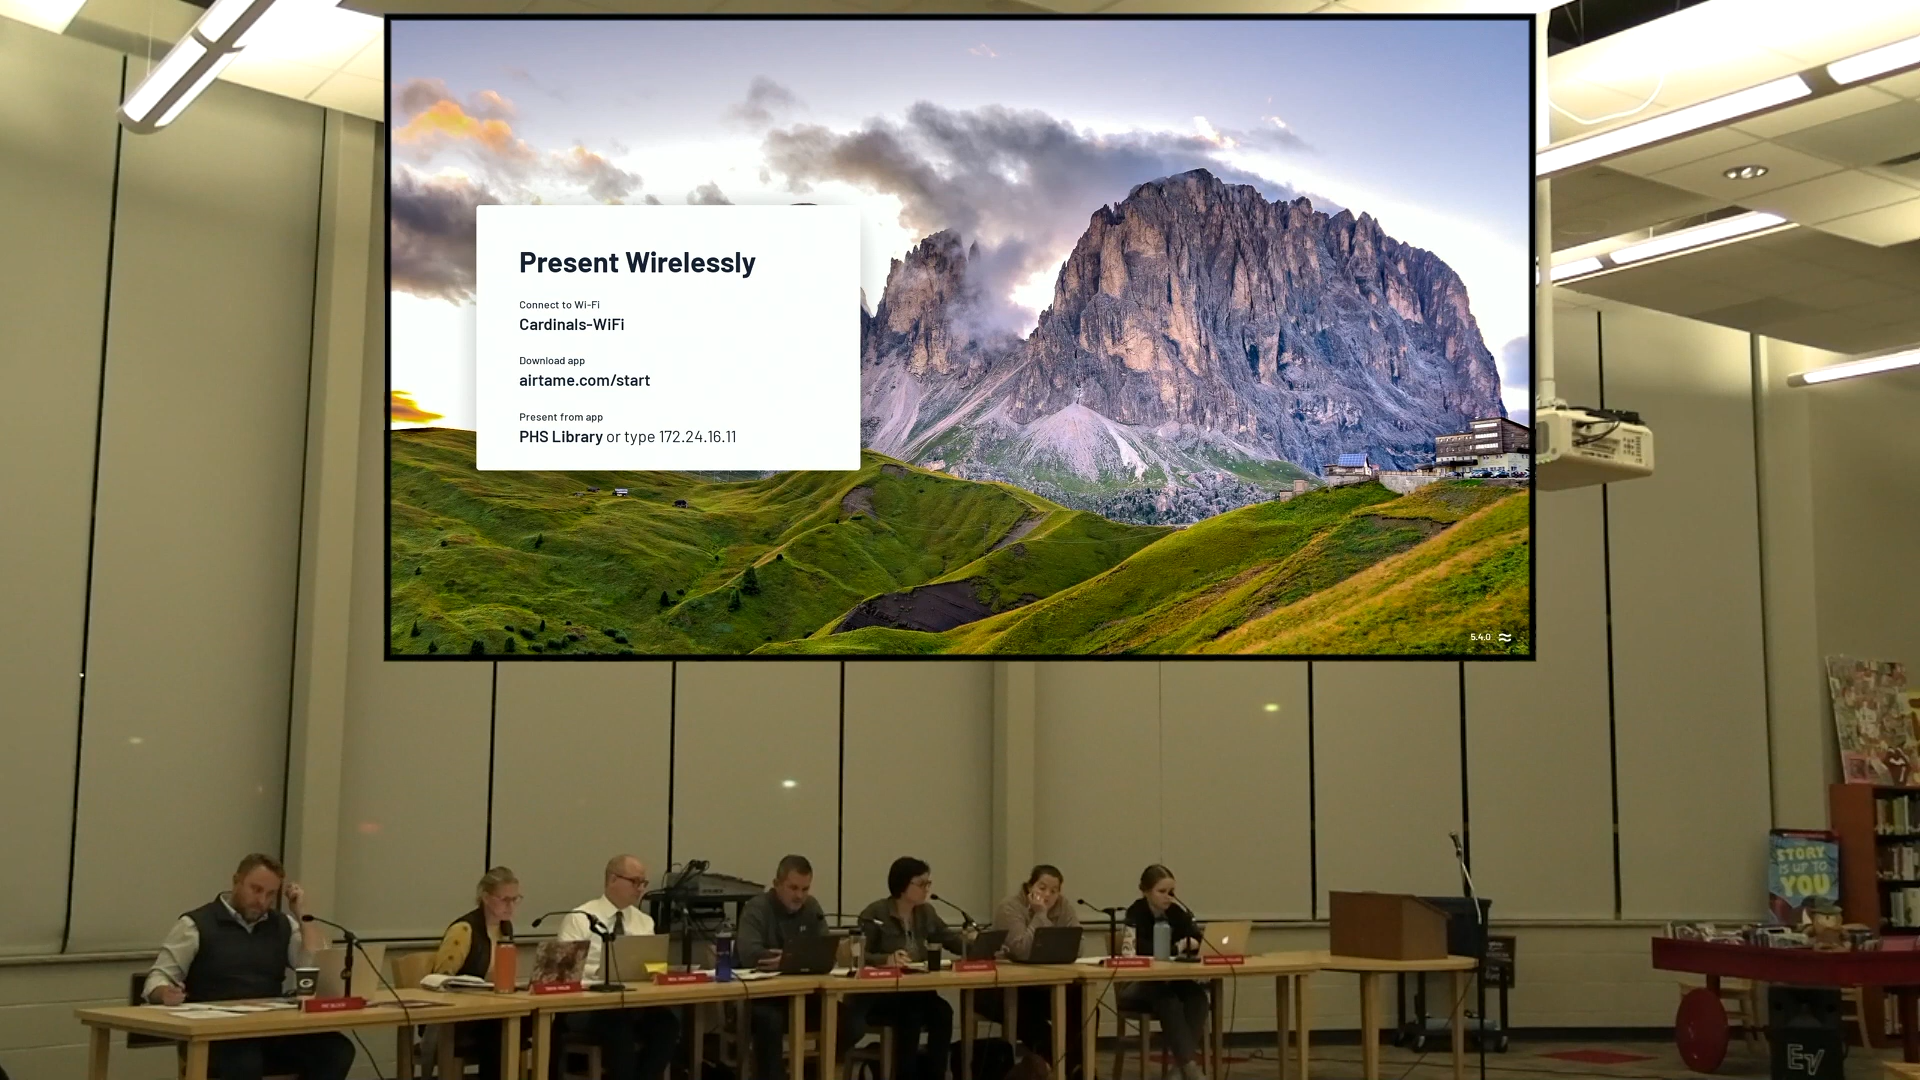 Present Wirelessly
Connect to Wi-Fi
Cardinals-WiFi
Download app
airtame.com/start
Present from app
PHS Library or type 172.24.16.11
5.4.0
STORY
IS UP TO
YOU
EV